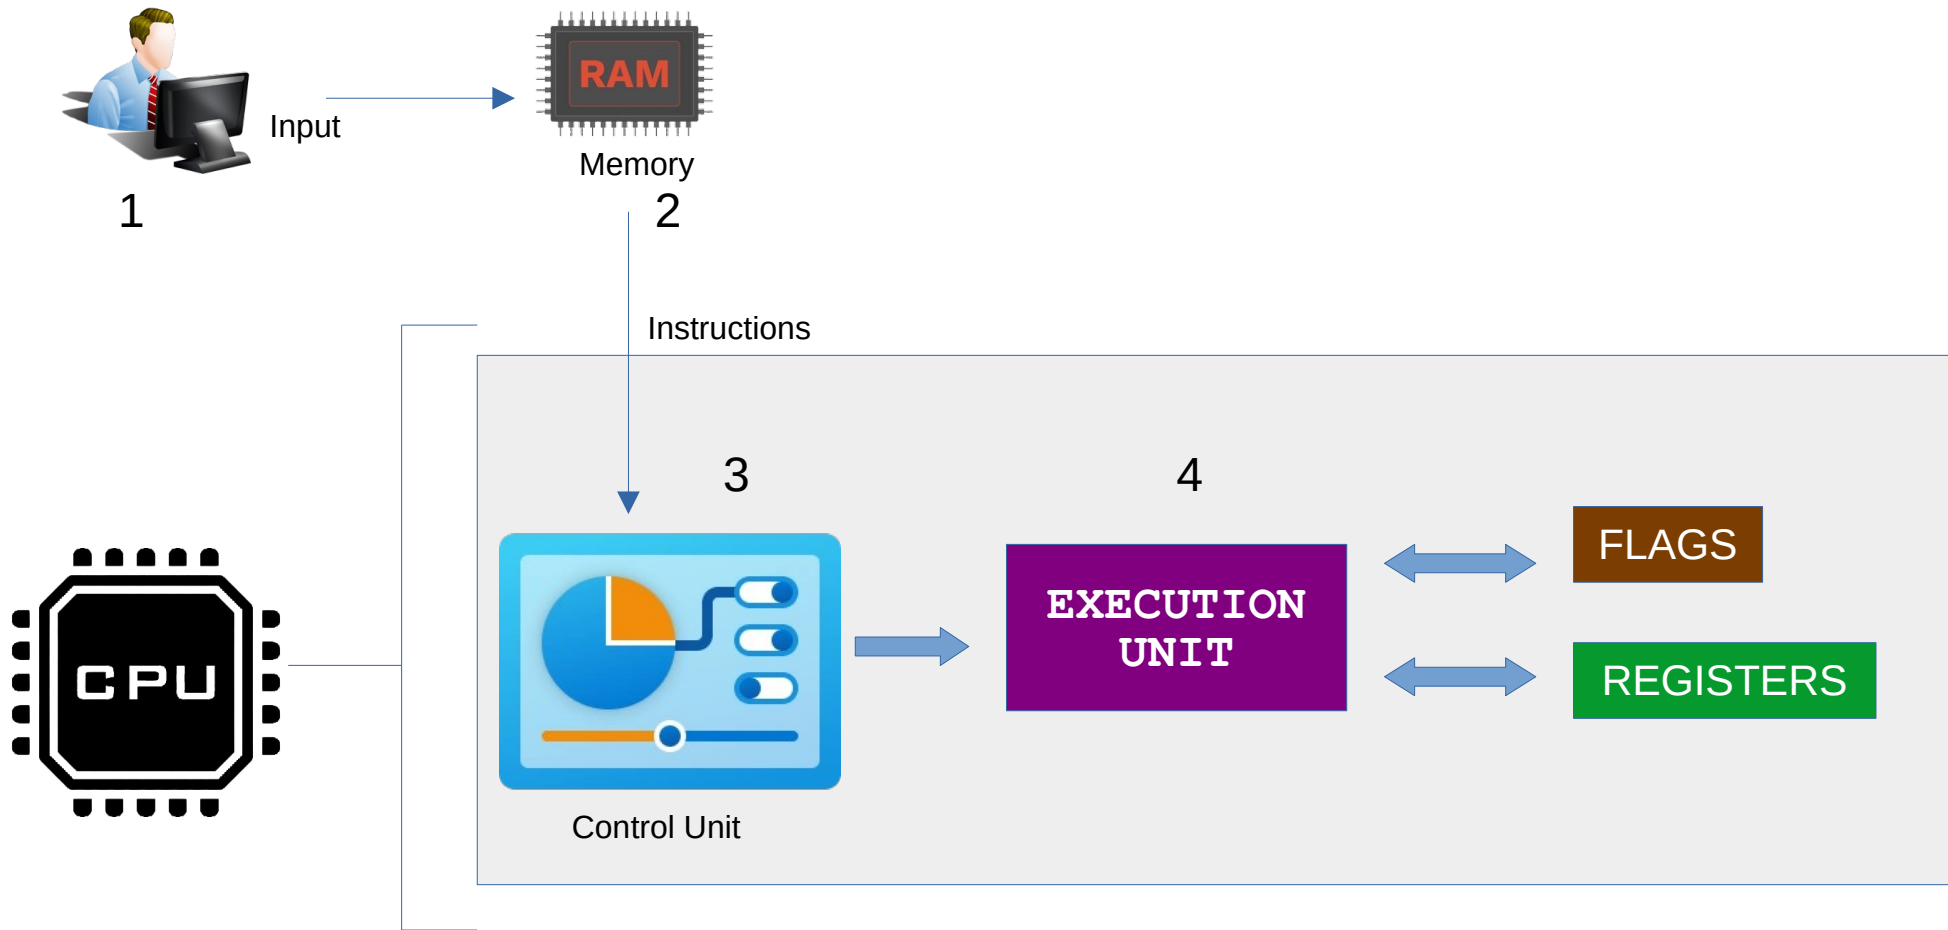 RAM
Input
Memory
1
2
Instructions
3
4
FLAGS
EXECUTION
UNIT
REGISTERS
CPU
Control Unit